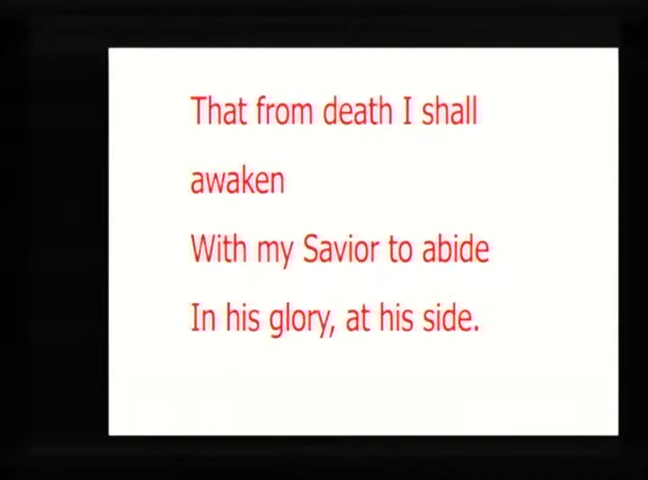 That from death I shall
awaken
With my Savior to abide
In his glory, at his side.